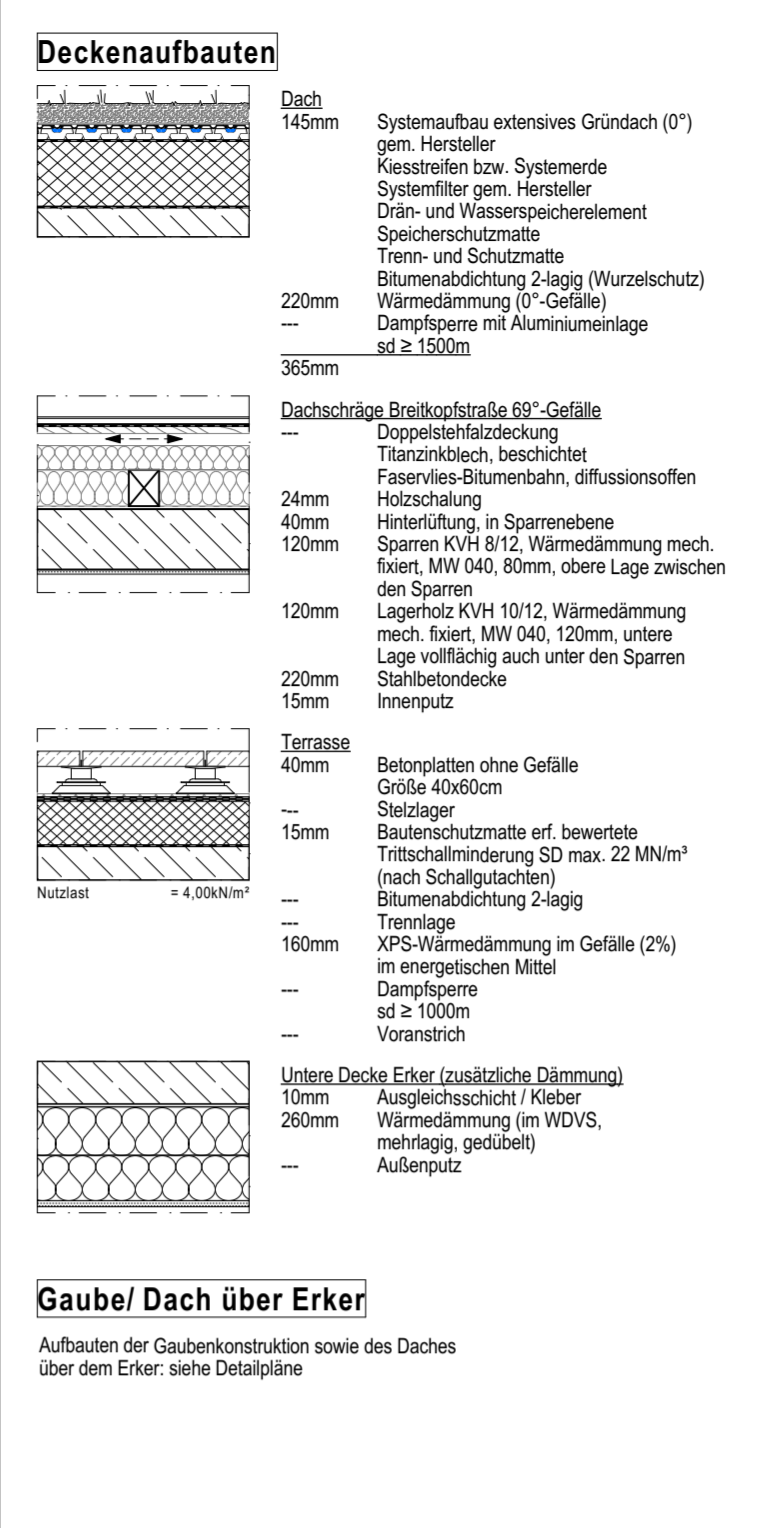 Deckenaufbauten
Dach
145mm Systemaufbau extensives Gründach (0°)
gem. Hersteller
Kiesstreifen bzw. Systemerde
Systemfilter gem. Hersteller
Drän- und Wasserspeicherelement
Speicherschutzmatte
Trenn- und Schutzmatte
Bitumenabdichtung 2-lagig (Wurzelschutz)
220mm Wärmedämmung (0°-Gefälle)
--- Dampfsperre mit Aluminiumeinlage
sd ≥ 1500m
365mm
Dachschräge Breitkopfstraße 69°-Gefälle
--- Doppelstehfalzdeckung
Titanzinkblech, beschichtet
Faservlies-Bitumenbahn, diffussionsoffen
24mm Holzschalung
40mm Hinterlüftung, in Sparrenebene
120mm Sparren KVH 8/12, Wärmedämmung mech.
fixiert, MW 040, 80mm, obere Lage zwischen
den Sparren
120mm Lagerholz KVH 10/12, Wärmedämmung
mech. fixiert, MW 040, 120mm, untere
Lage vollflächig auch unter den Sparren
220mm Stahlbetondecke
15mm Innenputz
Terrasse
40mm Betonplatten ohne Gefälle
Größe 40x60cm
--- Stelzlager
15mm Bautenschutzmatte erf. bewertete
Trittschallminderung SD max. 22 MN/m³
(nach Schallgutachten)
Nutzlast = 4,00kN/m²
--- Bitumenabdichtung 2-lagig
--- Trennlage
160mm XPS-Wärmedämmung im Gefälle (2%)
im energetischen Mittel
--- Dampfsperre
sd ≥ 1000m
--- Voranstrich
Untere Decke Erker (zusätzliche Dämmung)
10mm Ausgleichsschicht / Kleber
260mm Wärmedämmung (im WDVS,
mehrlagig, gedübelt)
--- Außenputz
Gaube/ Dach über Erker
Aufbauten der Gaubenkonstruktion sowie des Daches
über dem Erker: siehe Detailpläne